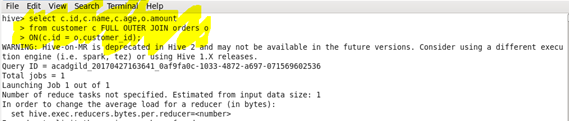 File Edit View Search Terminal Help
hive> select c.id,c.name,c.age,o.amount
> from customer c FULL OUTER JOIN orders o
> ON(c.id = o.customer_id);
WARNING: Hive-on-MR is deprecated in Hive 2 and may not be available in the future versions. Consider using a different execu
tion engine (i.e. spark, tez) or using Hive 1.X releases.
Query ID = acadgild_20170427163641_0af9fa0c-1033-4872-a697-071569602536
Total jobs = 1
Launching Job 1 out of 1
Number of reduce tasks not specified. Estimated from input data size: 1
In order to change the average load for a reducer (in bytes):
set hive.exec.reducers.bytes.per.reducer=<number>